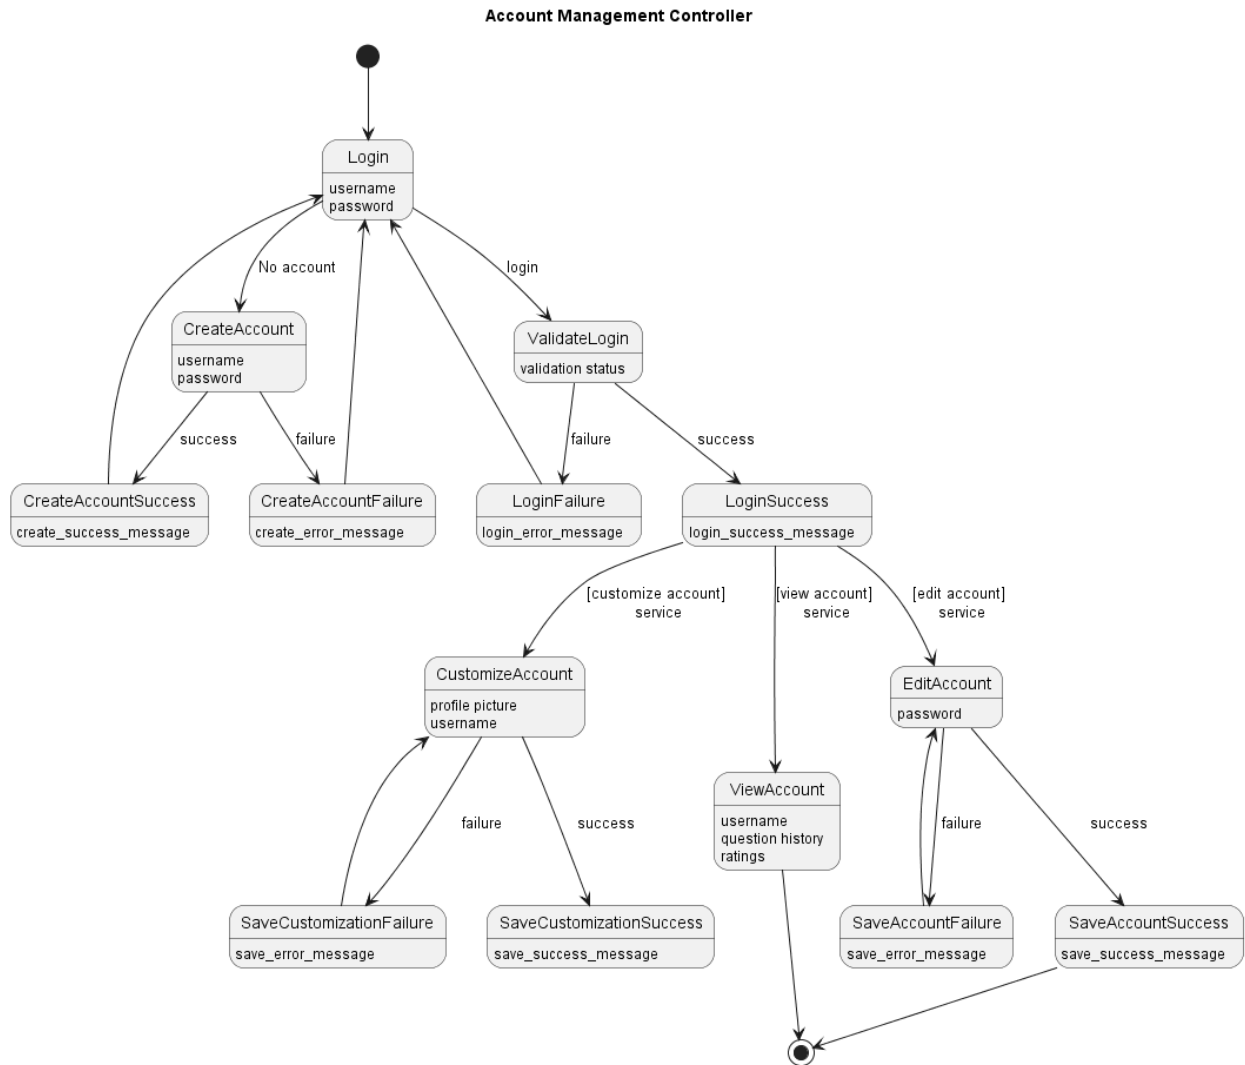 Account Management Controller
Login
username
password
No account
login
CreateAccount
username
password
ValidateLogin
validation status
success
failure
failure
success
CreateAccountSuccess
create_success_message
CreateAccountFailure
create_error_message
LoginFailure
login_error_message
LoginSuccess
login_success_message
[customize account]
service
[view account]
service
[edit account]
service
CustomizeAccount
profile picture
username
EditAccount
password
ViewAccount
username
question history
ratings
failure
success
failure
success
SaveCustomizationFailure
save_error_message
SaveCustomizationSuccess
save_success_message
SaveAccountFailure
save_error_message
SaveAccountSuccess
save_success_message